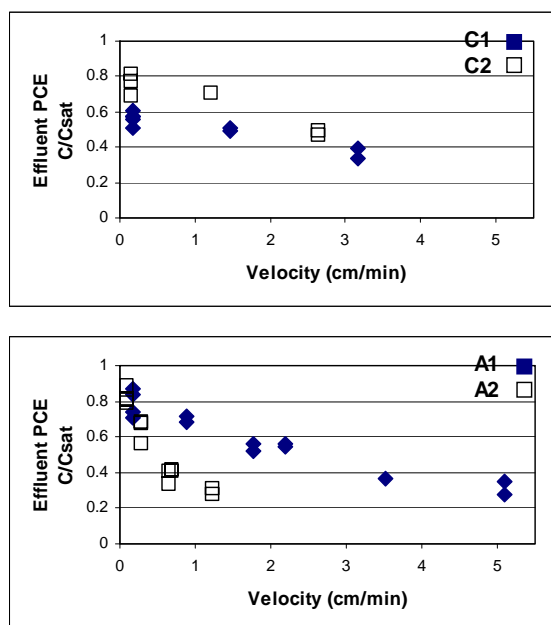 C1
C2
Effluent PCE
C/Csat
1
0.8
0.6
0.4
0.2
0
0 1 2 3 4 5
Velocity (cm/min)
A1
A2
Effluent PCE
C/Csat
1
0.8
0.6
0.4
0.2
0
0 1 2 3 4 5
Velocity (cm/min)